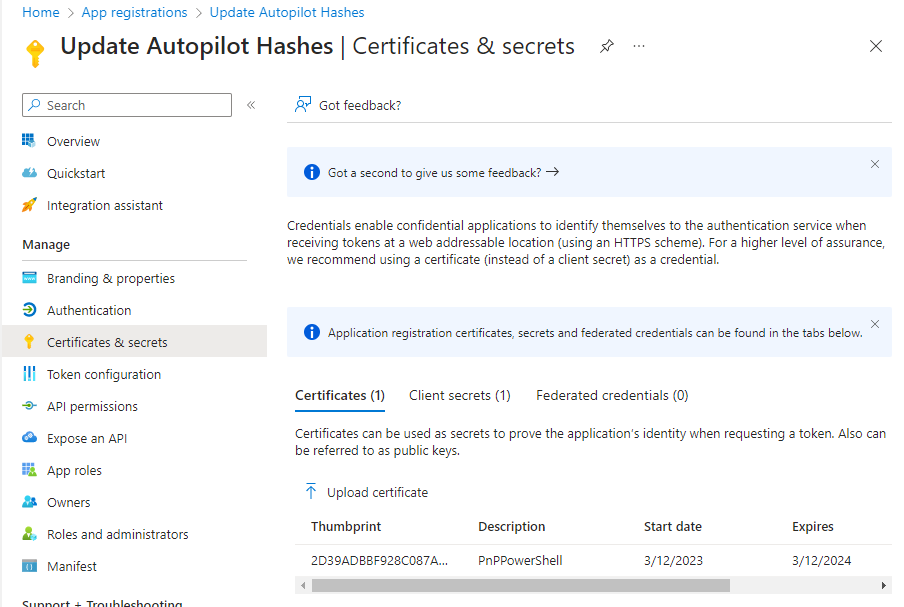 Home > App registrations > Update Autopilot Hashes
Update Autopilot Hashes | Certificates & secrets
Search
Got feedback?
Overview
Quickstart
Integration assistant
Manage
Branding & properties
Authentication
Certificates & secrets
Token configuration
API permissions
Expose an API
App roles
Owners
Roles and administrators
Manifest
Support + Troubleshooting
Got a second to give us some feedback? →
Credentials enable confidential applications to identify themselves to the authentication service when
receiving tokens at a web addressable location (using an HTTPS scheme). For a higher level of assurance,
we recommend using a certificate (instead of a client secret) as a credential.
Application registration certificates, secrets and federated credentials can be found in the tabs below.
Certificates (1) Client secrets (1) Federated credentials (0)
Certificates can be used as secrets to prove the application's identity when requesting a token. Also can
be referred to as public keys.
Upload certificate
Thumbprint Description Start date Expires
2D39ADBBF928C087A... PnPPowerShell 3/12/2023 3/12/2024